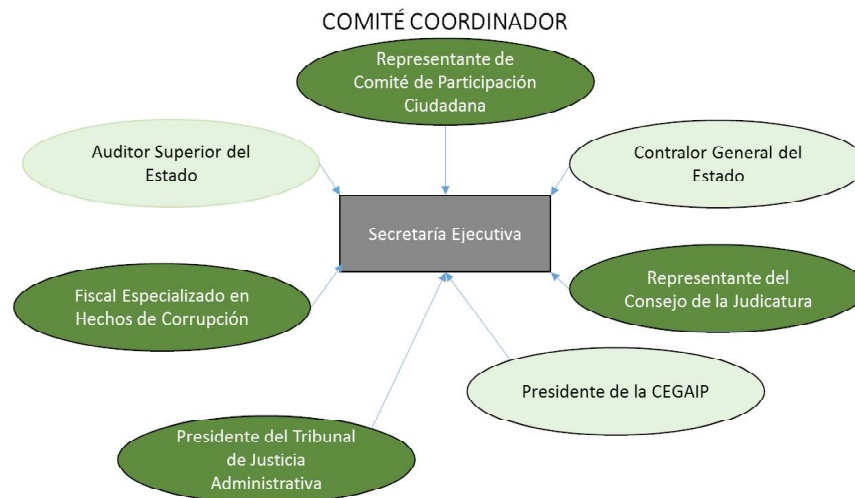 COMITÉ COORDINADOR
Representante de
Comité de Participación
Ciudadana
Auditor Superior del
Estado
Contralor General del
Estado
Secretaría Ejecutiva
Fiscal Especializado en
Hechos de Corrupción
Representante del
Consejo de la Judicatura
Presidente de la CEGAIP
Presidente del Tribunal
de Justicia
Administrativa